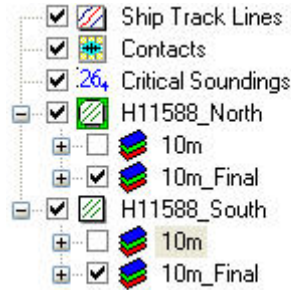 Ship Track Lines
Contacts
26₄ Critical Soundings
H11588_North
10m
10m_Final
H11588_South
10m
10m_Final